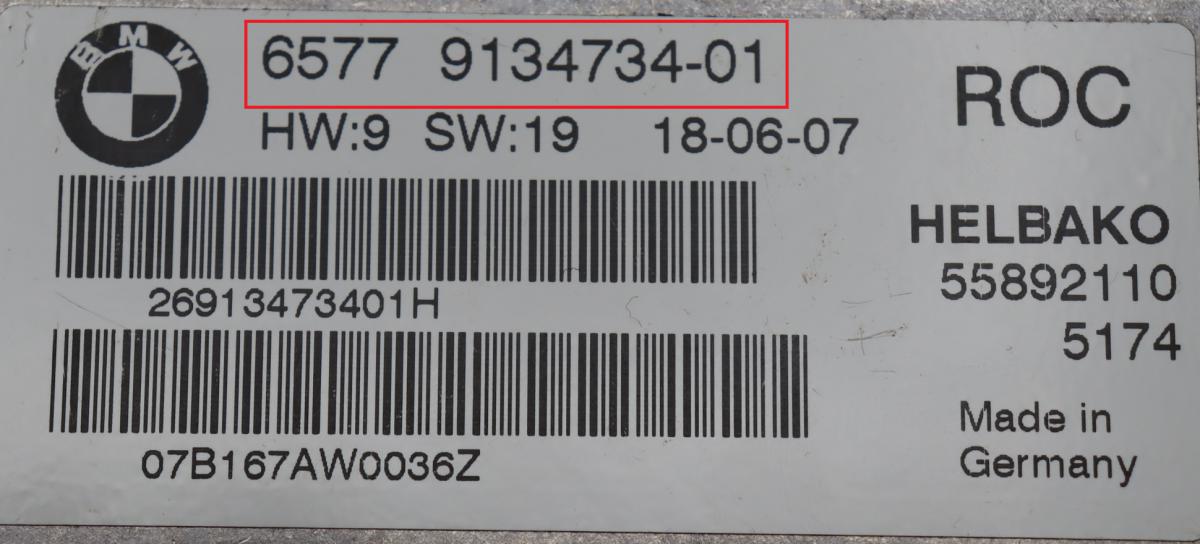 BMW
6577 9134734-01
ROC
HW:9 SW:19 18-06-07
HELBAKO
55892110
26913473401H
5174
07B167AW0036Z
Made in
Germany